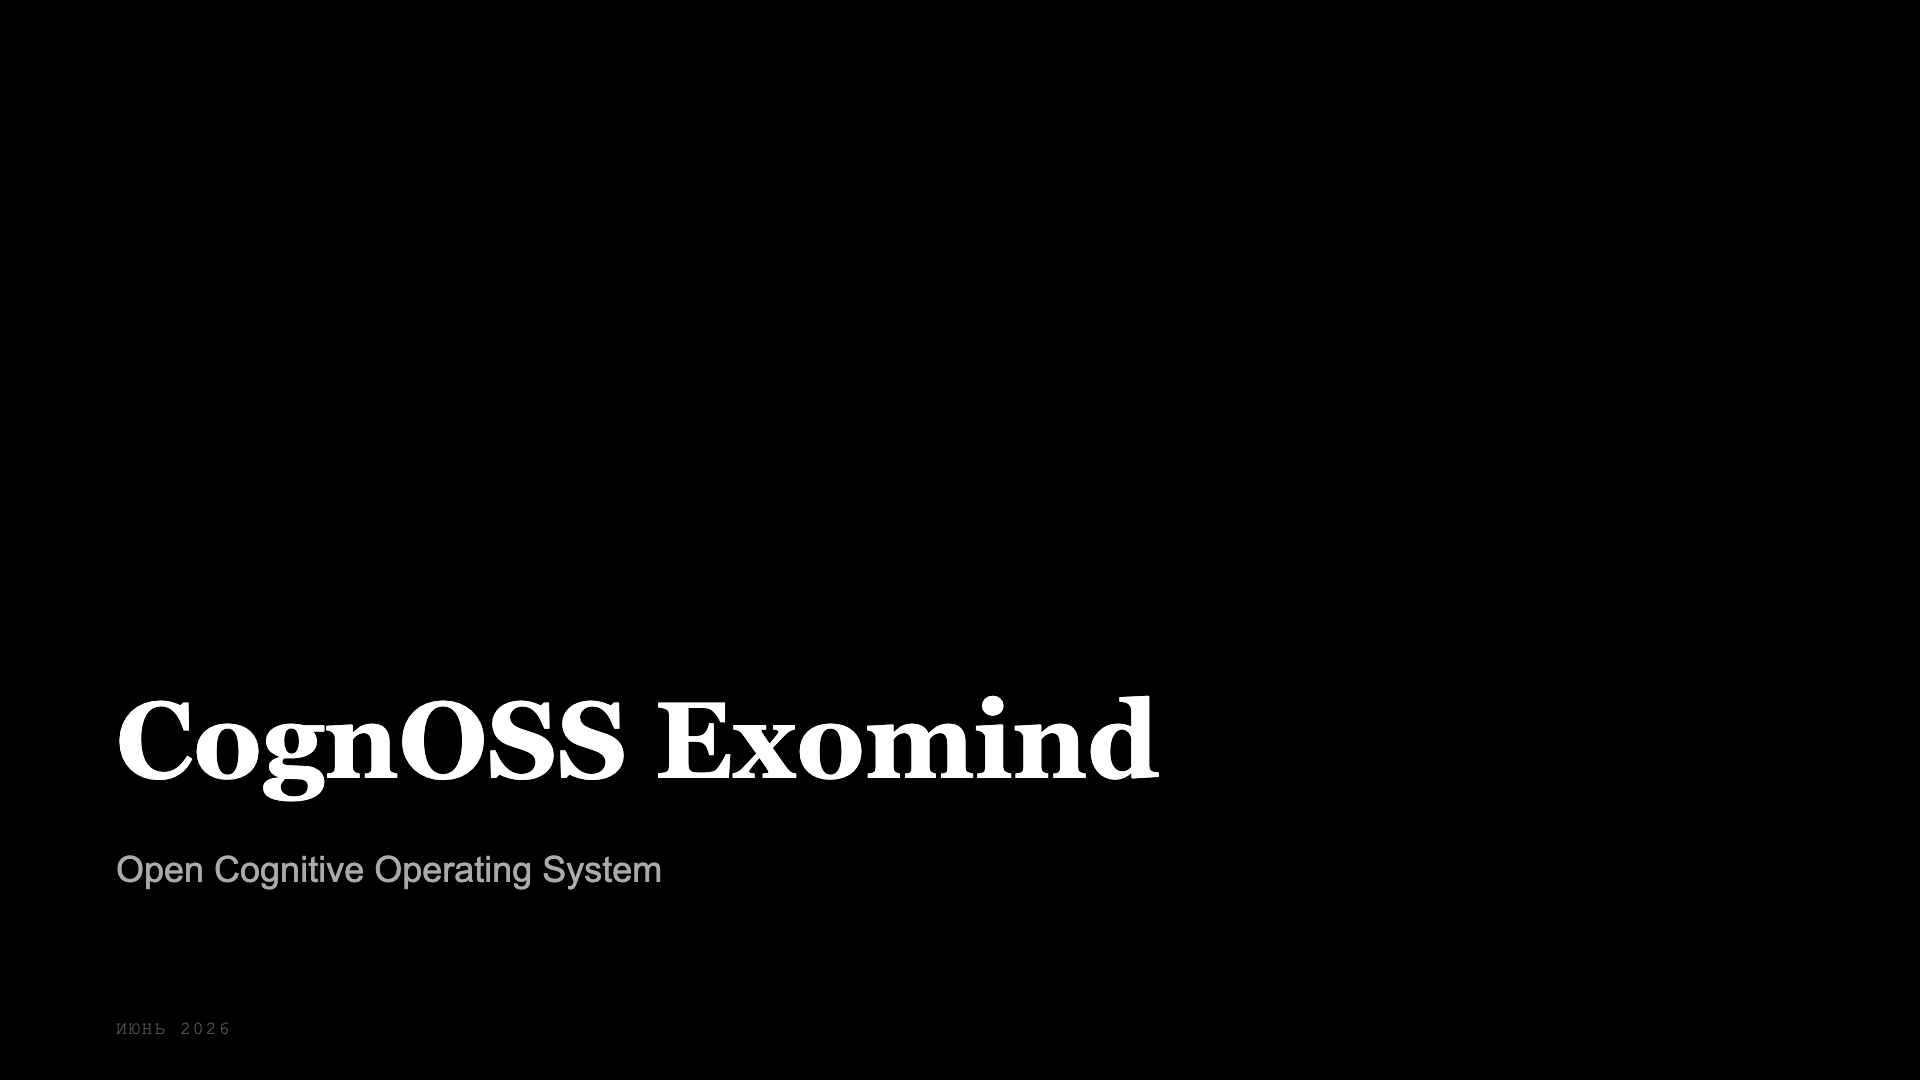 CognOSS Exomind
Open Cognitive Operating System
ИЮНЬ 2026